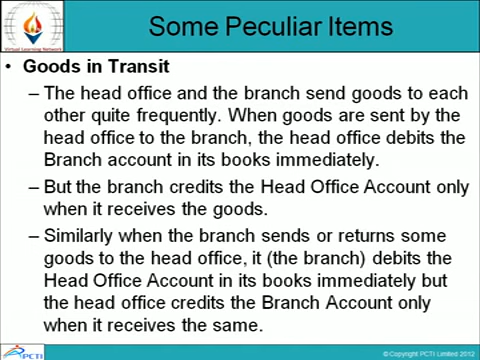 Some Peculiar Items
Virtual Learning Network
• Goods in Transit
– The head office and the branch send goods to each
other quite frequently. When goods are sent by the
head office to the branch, the head office debits the
Branch account in its books immediately.
– But the branch credits the Head Office Account only
when it receives the goods.
– Similarly when the branch sends or returns some
goods to the head office, it (the branch) debits the
Head Office Account in its books immediately but
the head office credits the Branch Account only
when it receives the same.
PCTI
© Copyright PCTI Limited 2012